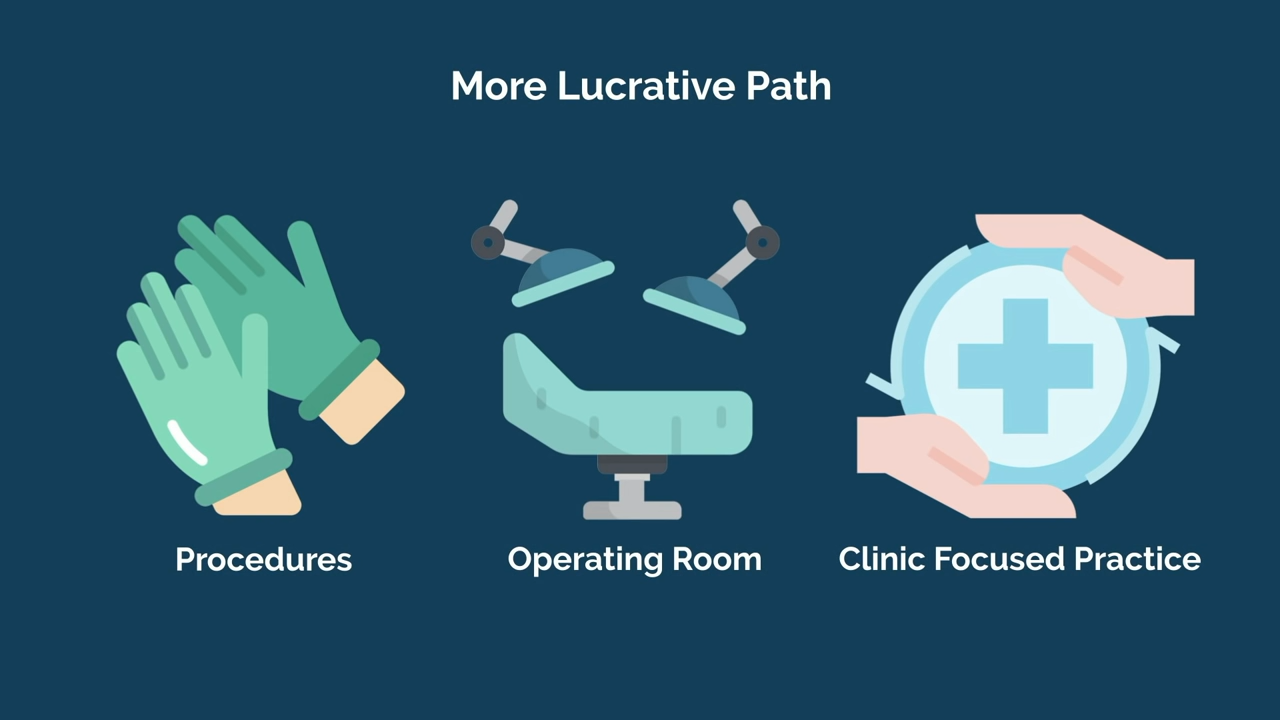 More Lucrative Path
Procedures
Operating Room
Clinic Focused Practice